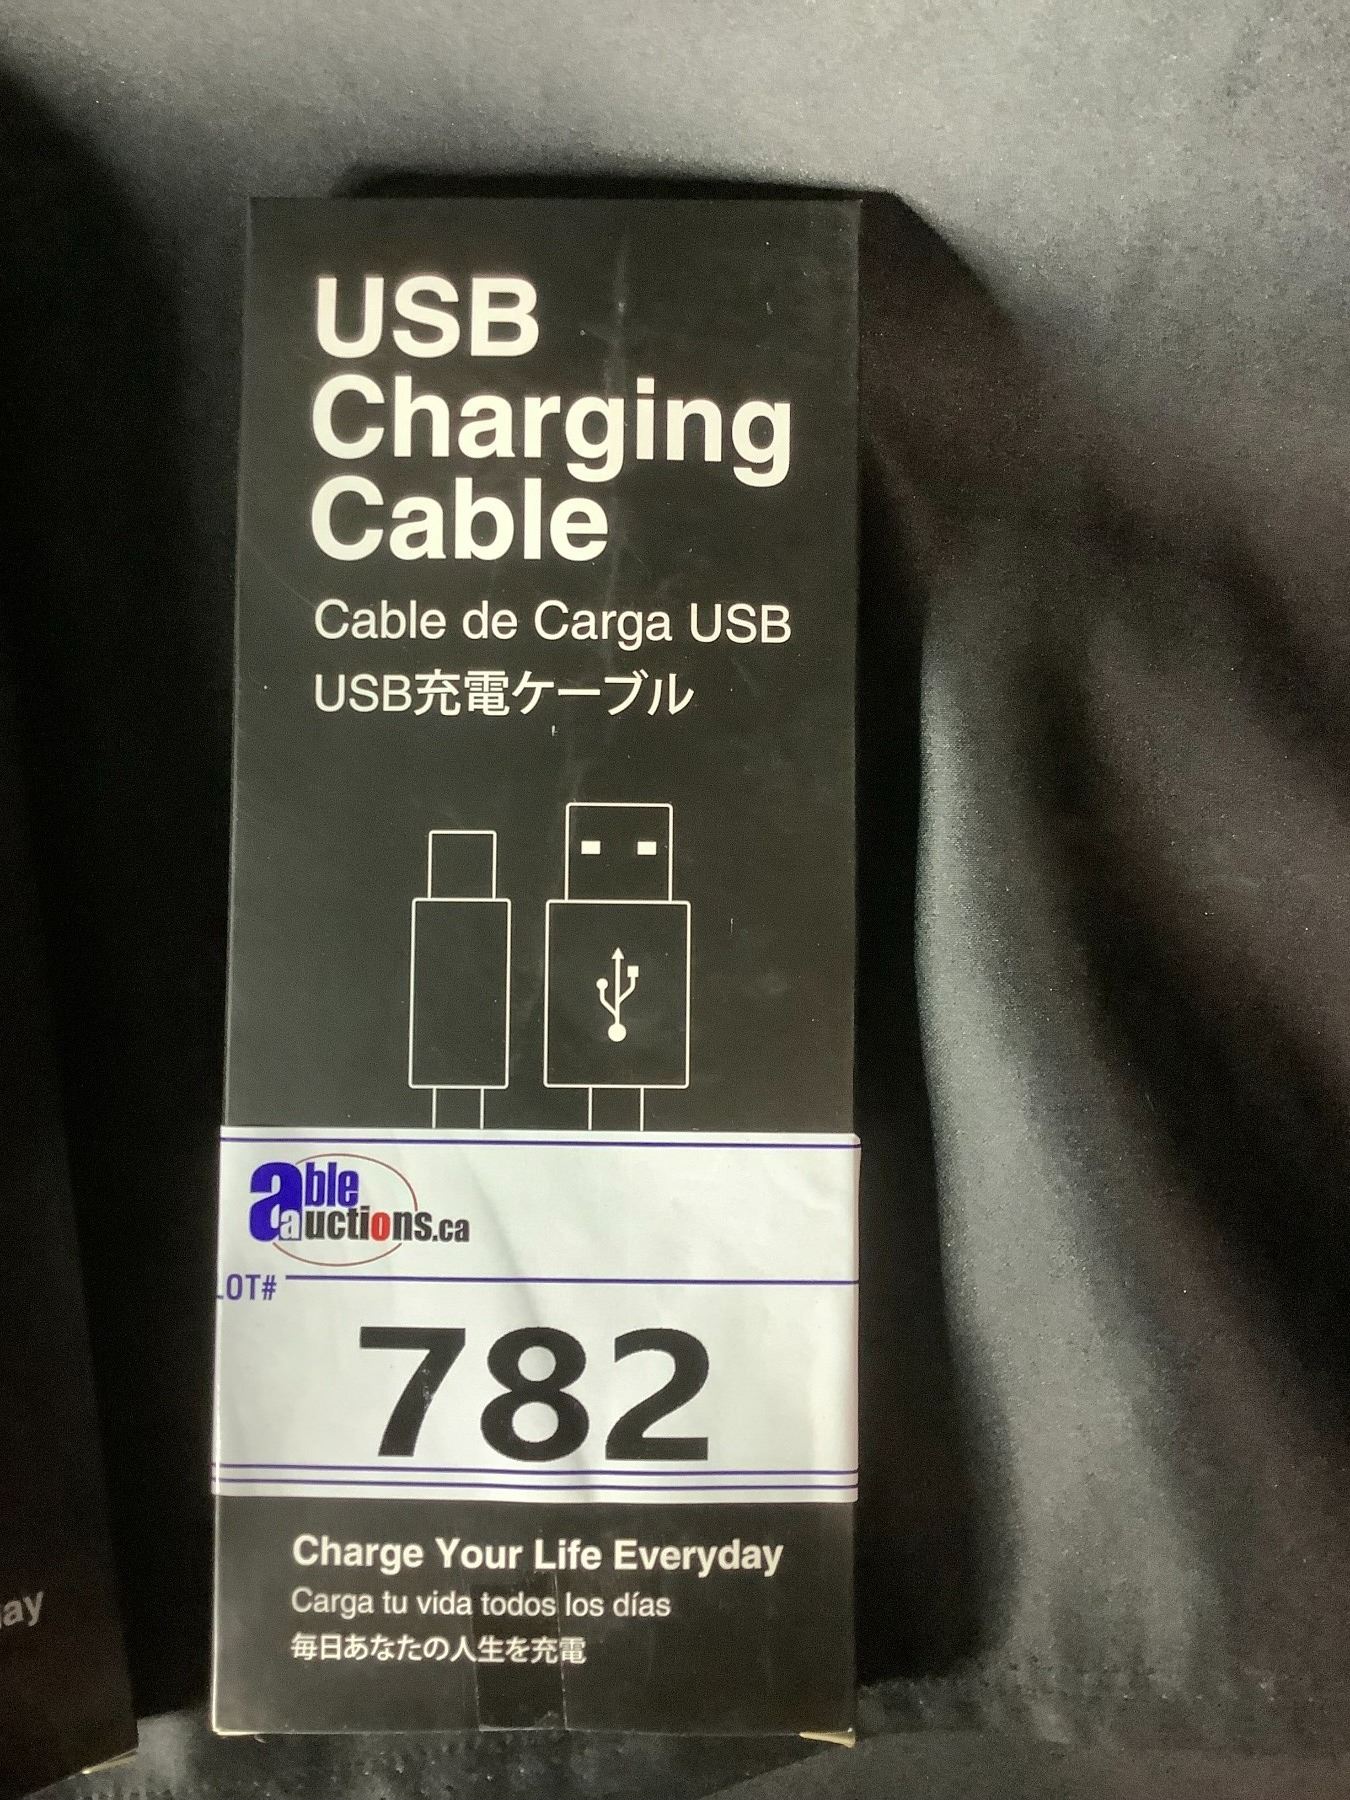 USB
Charging
Cable
Cable de Carga USB
USB充電ケーブル
able
auctions.ca
LOT#
782
Charge Your Life Everyday
Carga tu vida todos los días
毎日あなたの人生を充電